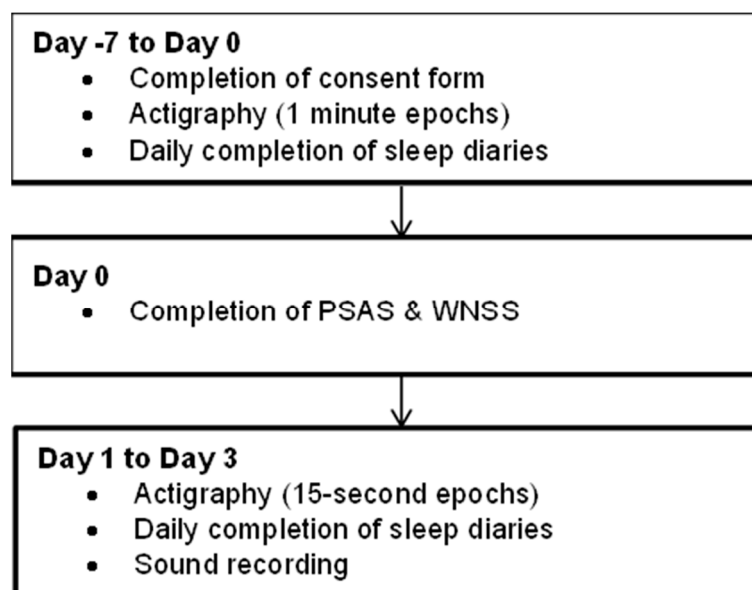 Day -7 to Day 0
• Completion of consent form
• Actigraphy (1 minute epochs)
• Daily completion of sleep diaries
Day 0
• Completion of PSAS & WNSS
Day 1 to Day 3
• Actigraphy (15-second epochs)
• Daily completion of sleep diaries
• Sound recording